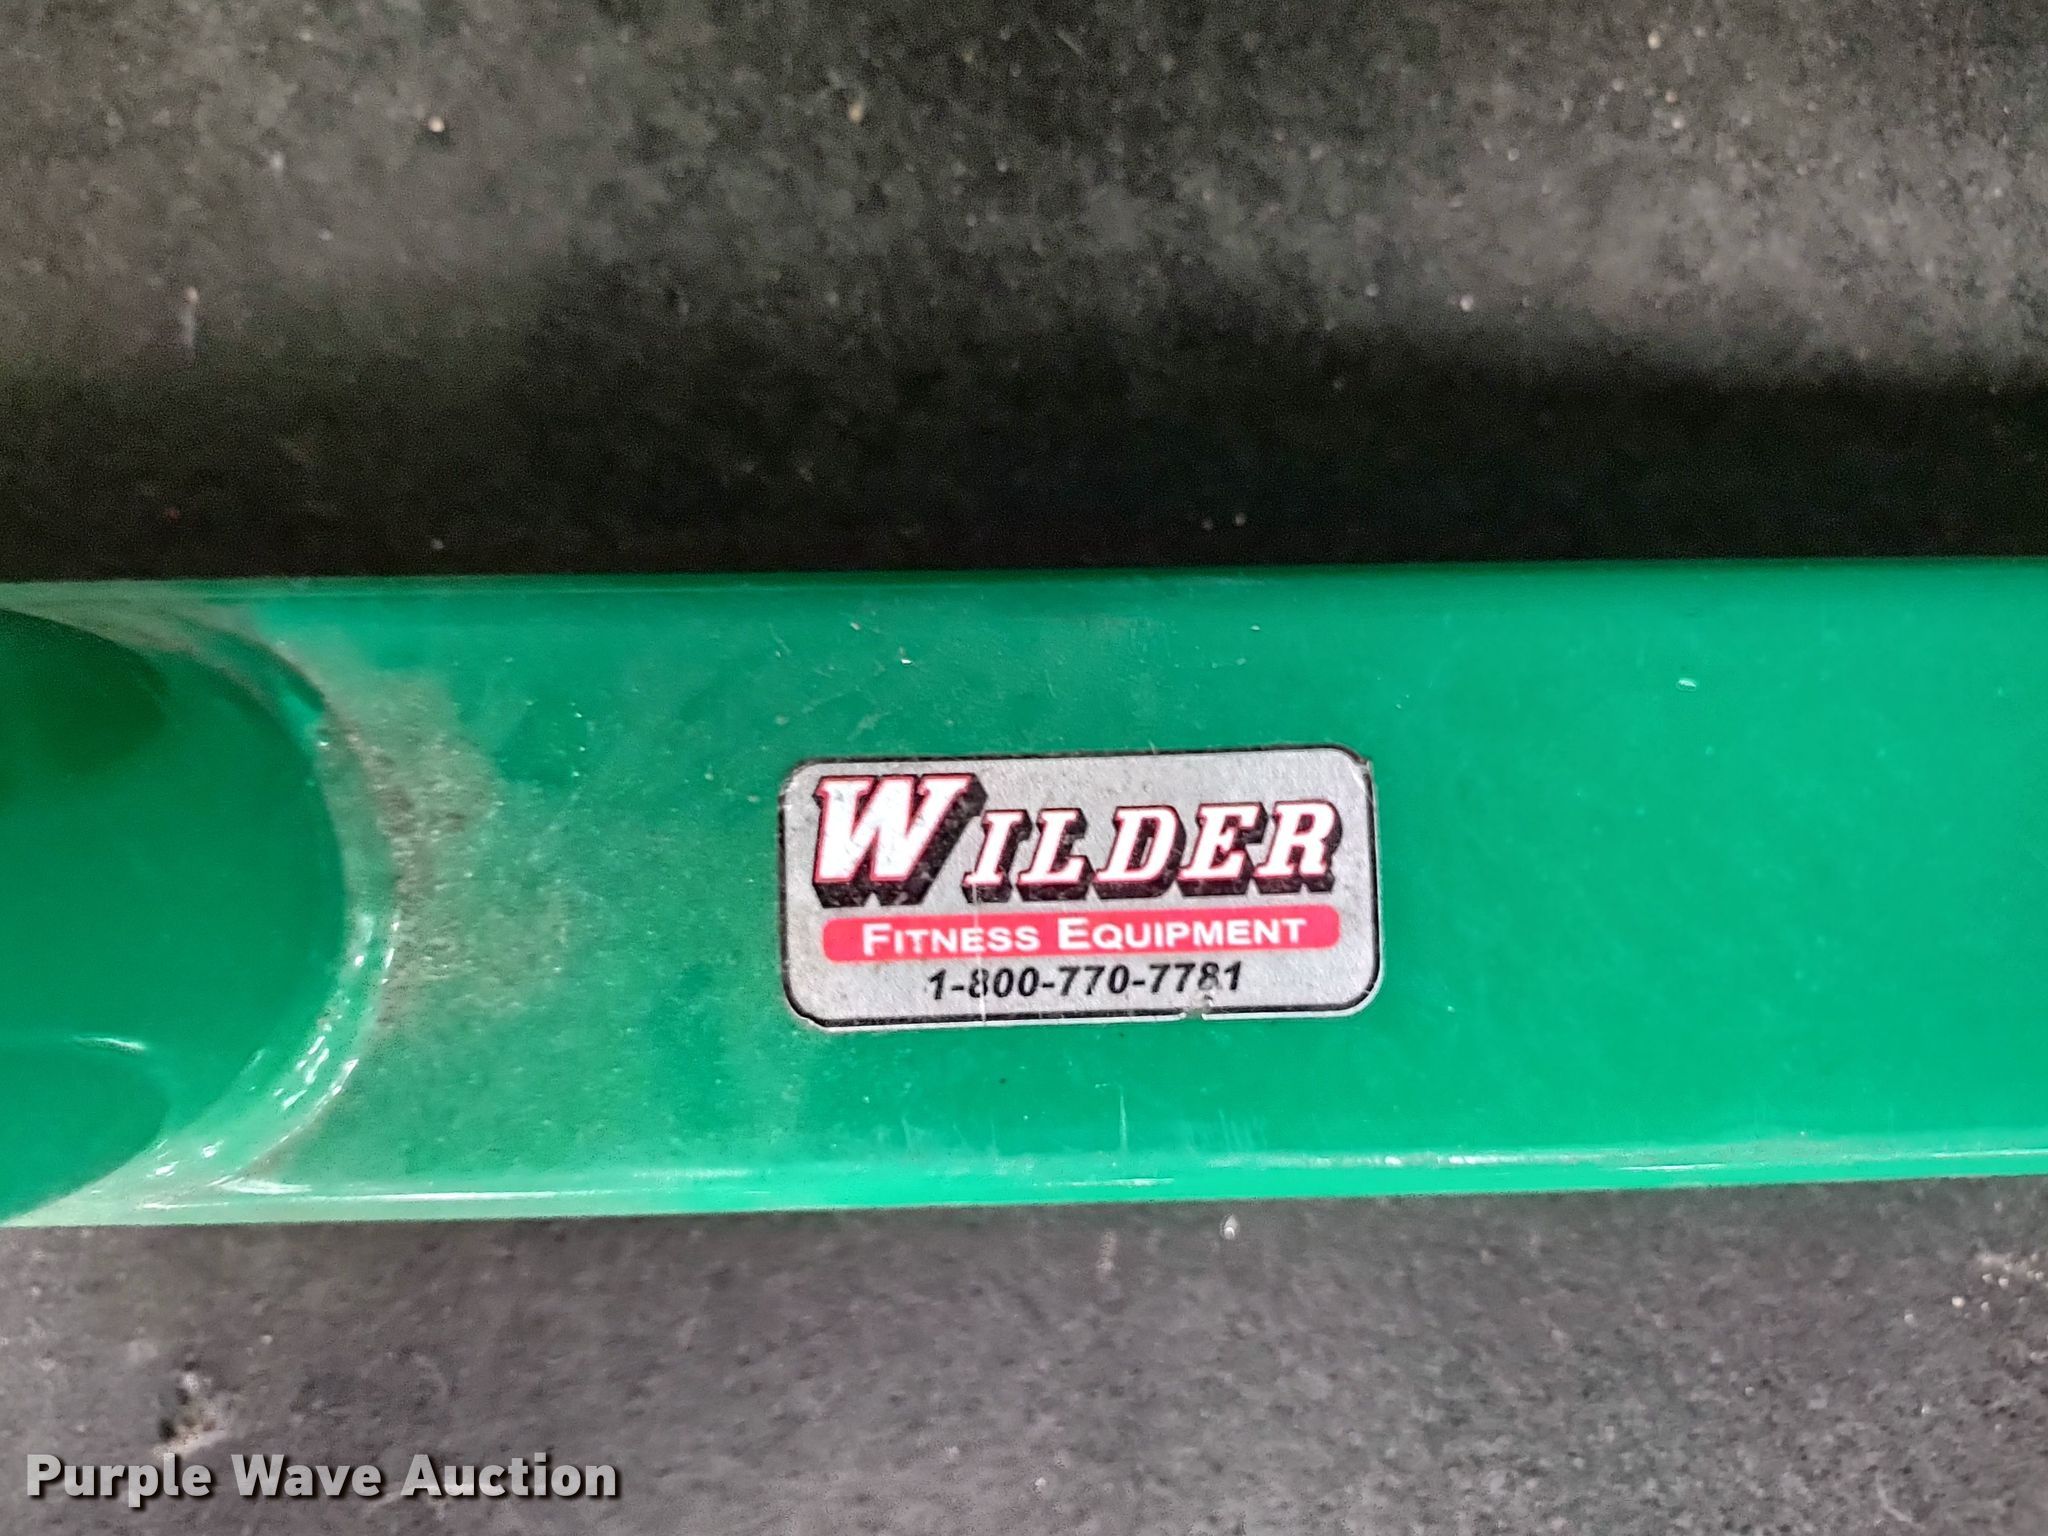 WILDER
FITNESS EQUIPMENT
1-800-770-7781
Purple Wave Auction